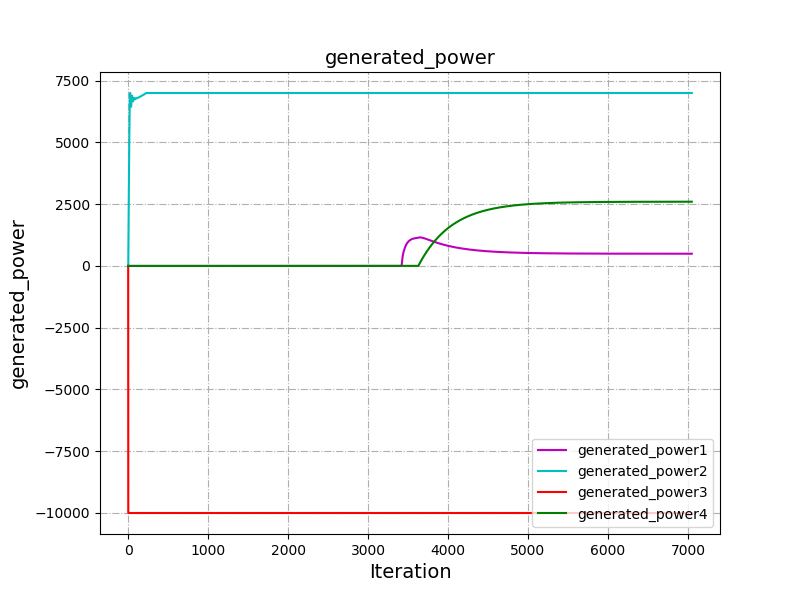 generated_power
generated_power
7500
5000
2500
0
−2500
−5000
−7500
−10000
generated_power1
generated_power2
generated_power3
generated_power4
0 1000 2000 3000 4000 5000 6000 7000
Iteration